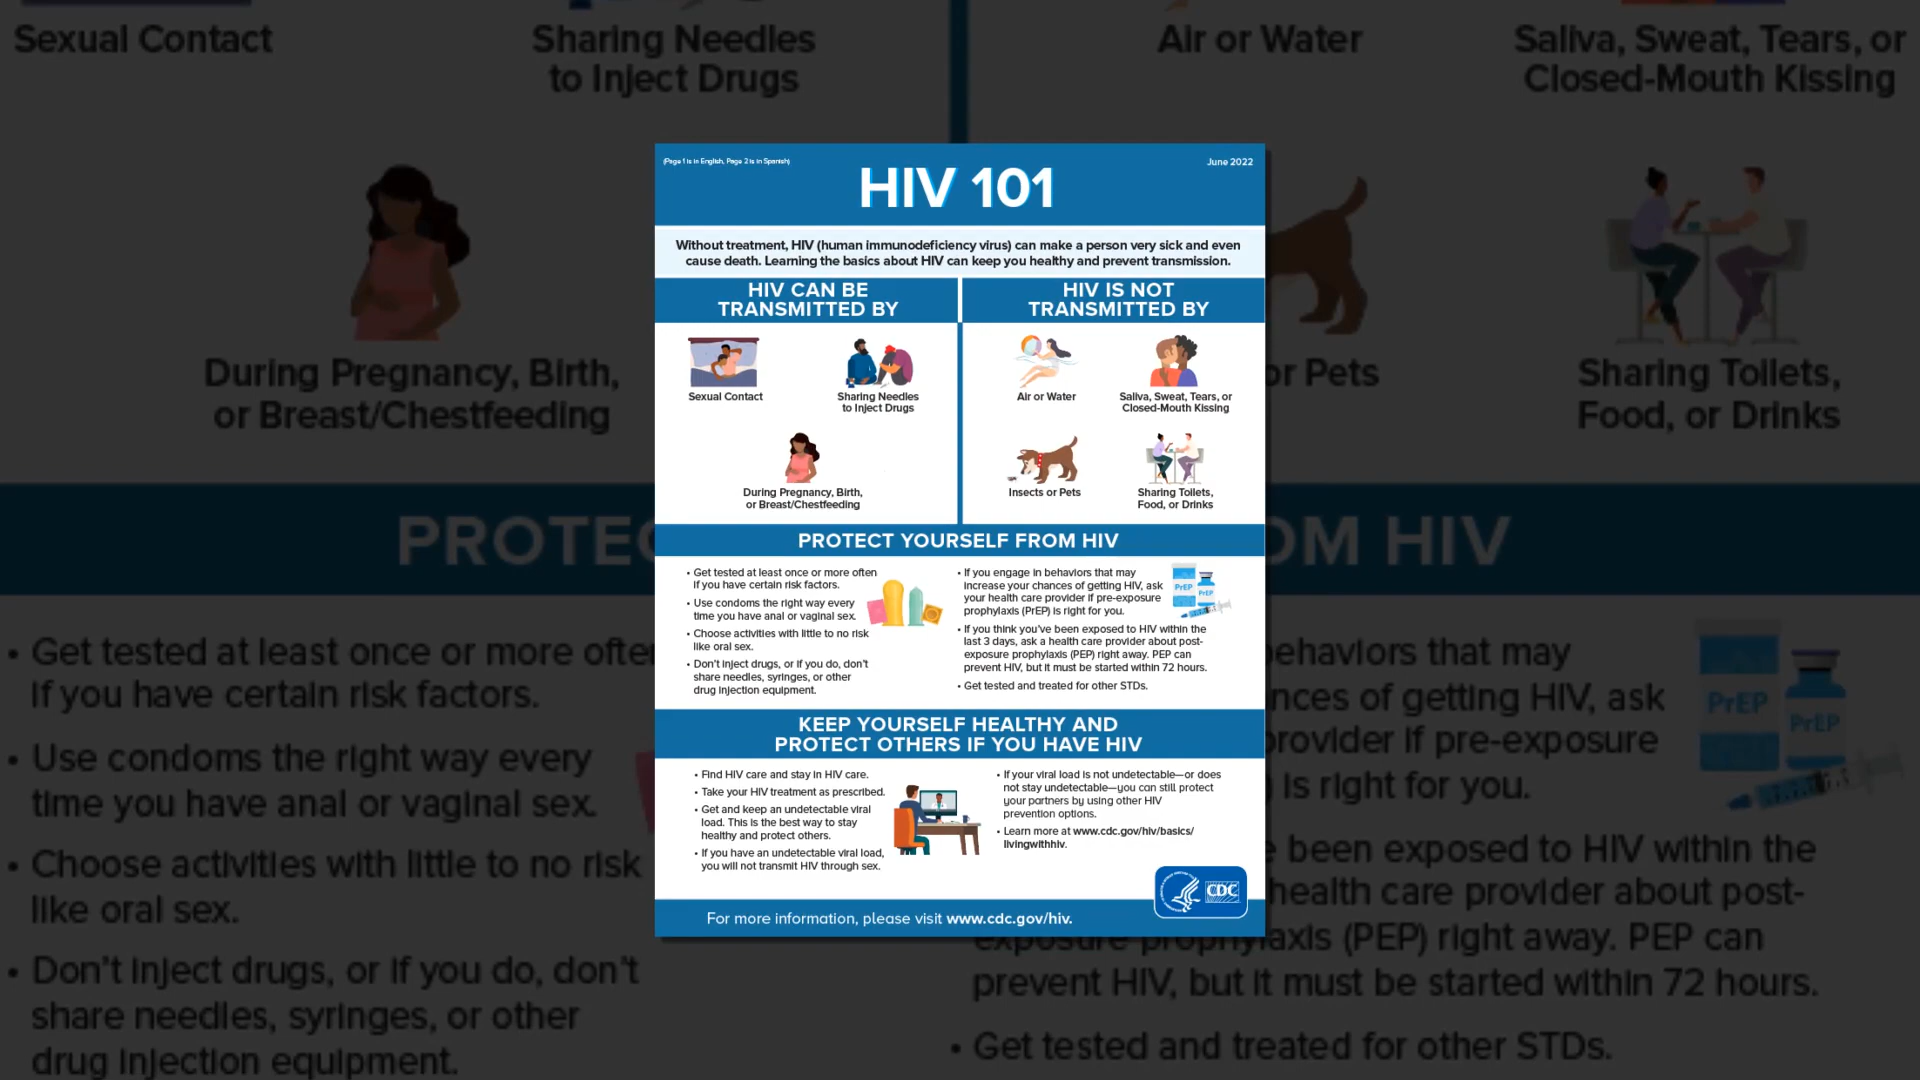 Sexual Contact
Sharing Needles
to Inject Drugs
Air or Water
Saliva, Sweat, Tears, or
Closed-Mouth Kissing
During Pregnancy, Birth,
or Breast/Chestfeeding
or Pets
Sharing Toilets,
Food, or Drinks
PROTEC
OM HIV
• Get tested at least once or more often
if you have certain risk factors.
• Use condoms the right way every
time you have anal or vaginal sex.
• Choose activities with little to no risk
like oral sex.
• Don't inject drugs, or if you do, don't
share needles, syringes, or other
drug injection equipment.
ehaviors that may
nces of getting HIV, ask
provider if pre-exposure
) is right for you.
PrEP
PrEP
been exposed to HIV within the
health care provider about post-
exposure prophylaxis (PEP) right away. PEP can
prevent HIV, but it must be started within 72 hours.
• Get tested and treated for other STDs.
(Page 1 is in English, Page 2 is in Spanish)
June 2022
HIV 101
Without treatment, HIV (human immunodeficiency virus) can make a person very sick and even
cause death. Learning the basics about HIV can keep you healthy and prevent transmission.
HIV CAN BE
TRANSMITTED BY
Sexual Contact
Sharing Needles
to Inject Drugs
During Pregnancy, Birth,
or Breast/Chestfeeding
HIV IS NOT
TRANSMITTED BY
Air or Water
Saliva, Sweat, Tears, or
Closed-Mouth Kissing
Insects or Pets
Sharing Toilets,
Food, or Drinks
PROTECT YOURSELF FROM HIV
• Get tested at least once or more often
if you have certain risk factors.
• Use condoms the right way every
time you have anal or vaginal sex.
• Choose activities with little to no risk
like oral sex.
• Don't inject drugs, or if you do, don't
share needles, syringes, or other
drug injection equipment.
• If you engage in behaviors that may
increase your chances of getting HIV, ask
your health care provider if pre-exposure
prophylaxis (PrEP) is right for you.
PrEP
PrEP
• If you think you've been exposed to HIV within the
last 3 days, ask a health care provider about post-
exposure prophylaxis (PEP) right away. PEP can
prevent HIV, but it must be started within 72 hours.
• Get tested and treated for other STDs.
KEEP YOURSELF HEALTHY AND
PROTECT OTHERS IF YOU HAVE HIV
• Find HIV care and stay in HIV care.
• Take your HIV treatment as prescribed.
• Get and keep an undetectable viral
load. This is the best way to stay
healthy and protect others.
• If you have an undetectable viral load,
you will not transmit HIV through sex.
• If your viral load is not undetectable—or does
not stay undetectable—you can still protect
your partners by using other HIV
prevention options.
• Learn more at www.cdc.gov/hiv/basics/
livingwithhiv.
CDC
For more information, please visit www.cdc.gov/hiv.